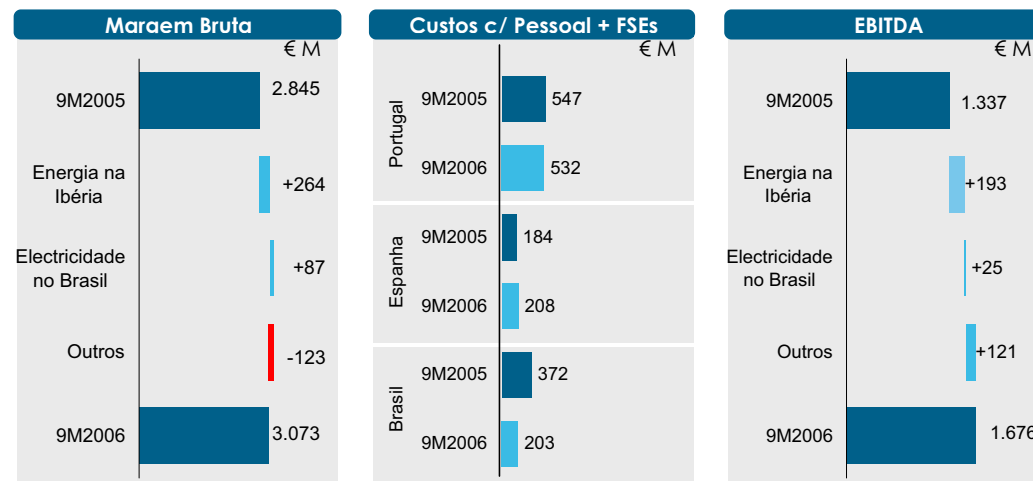 Maraem Bruta
€ M
9M2005
2.845
Energia na
Ibéria
+264
Electricidade
no Brasil
+87
Outros
-123
9M2006
3.073
Custos c/ Pessoal + FSEs
€ M
Portugal
9M2005
547
9M2006
532
Espanha
9M2005
184
9M2006
208
Brasil
9M2005
372
9M2006
203
EBITDA
€ M
9M2005
1.337
Energia na
Ibéria
+193
Electricidade
no Brasil
+25
Outros
+121
9M2006
1.676